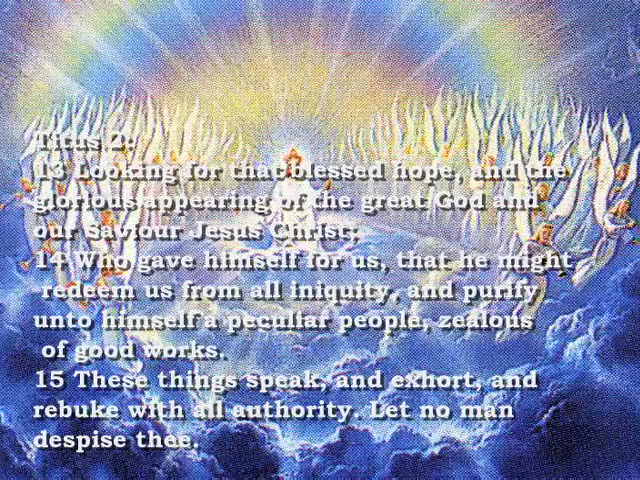 Titus 2:
13 Looking for that blessed hope, and the
glorious appearing of the great God and
our Saviour Jesus Christ;
14 Who gave himself for us, that he might
redeem us from all iniquity, and purify
unto himself a peculiar people, zealous
of good works.
15 These things speak, and exhort, and
rebuke with all authority. Let no man
despise thee.